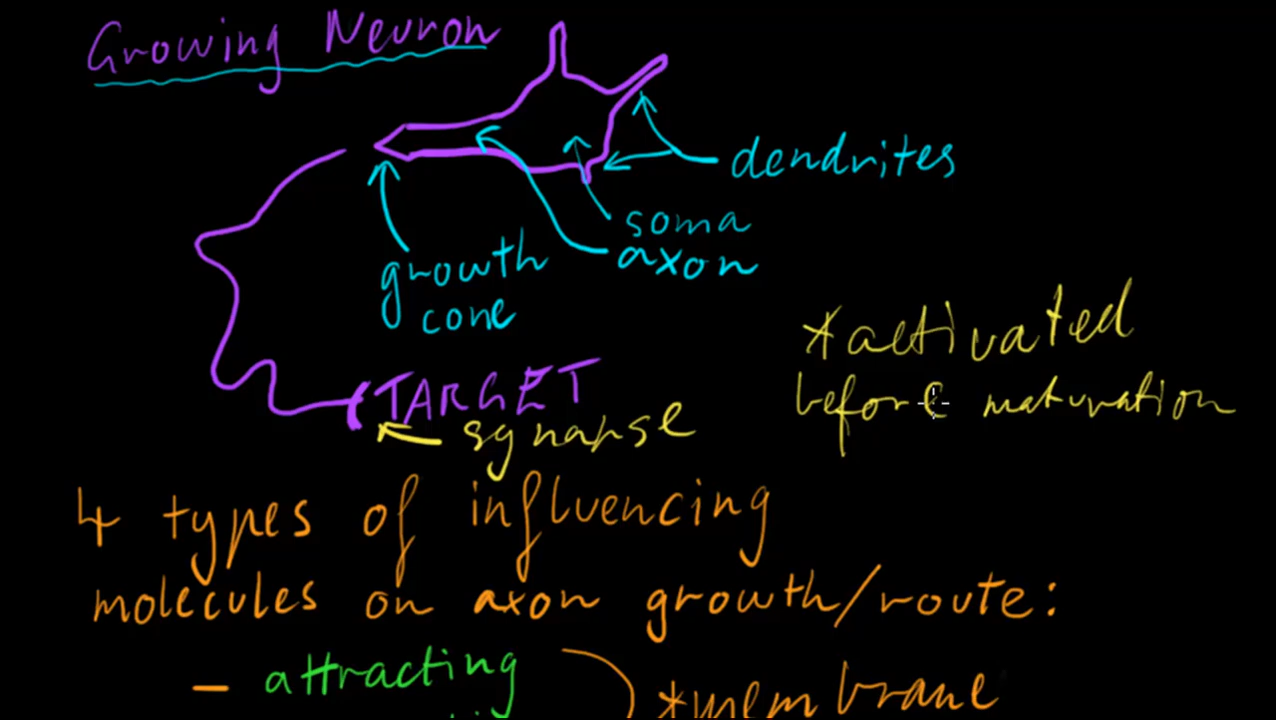 Growing Neuron
dendrites
soma
axon
growth
cone
*activated
before maturation
TARGET
synapse
4 types of influencing
molecules on axon growth/route:
- attracting
*membrane